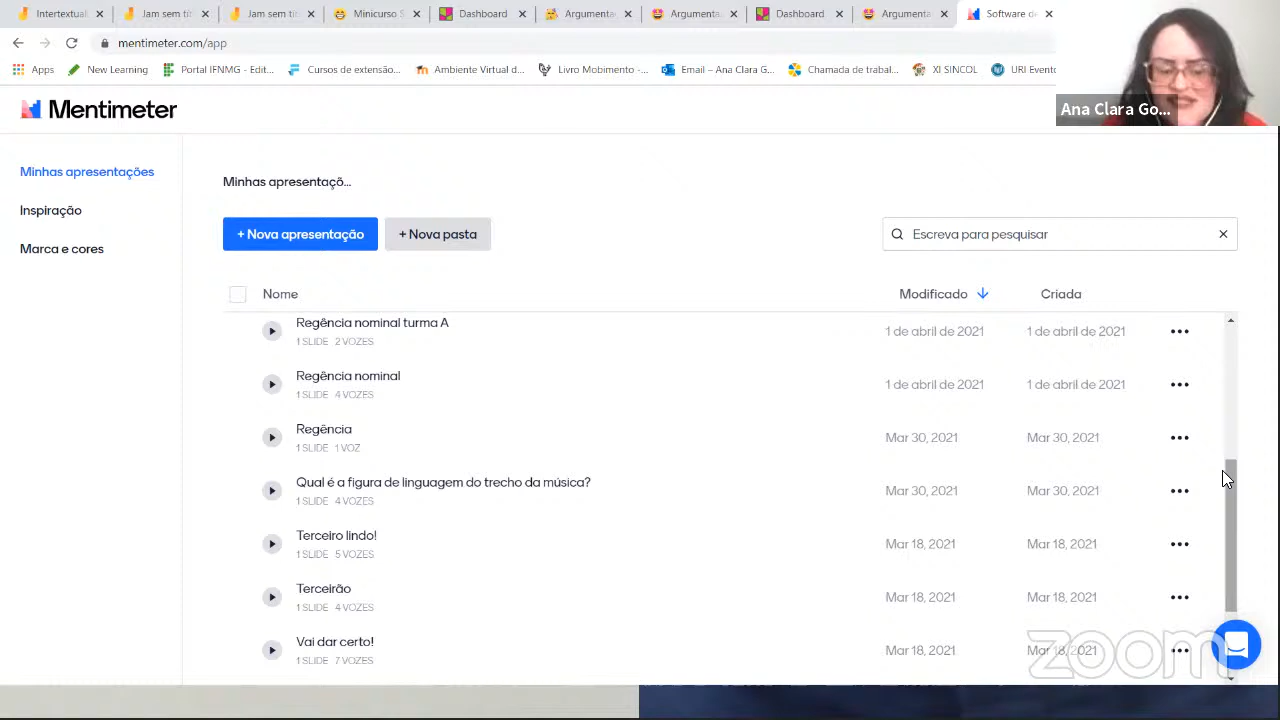 Intertextual
Jam sem tít
Jam sem tít
Minicurso S
Dashboard
Argumenta
Argumenta
Dashboard
Argumenta
Software de
mentimeter.com/app
Apps
New Learning
Portal IFNMG - Edit...
Cursos de extensão...
Ambiente Virtual d...
Livro Mobimento -...
Email – Ana Clara G...
Chamada de trabal...
XI SINCOL
URI Evento
Ana Clara Go...
Mentimeter
Minhas apresentações
Inspiração
Marca e cores
Minhas apresentaçõ...
+ Nova apresentação
+ Nova pasta
Escreva para pesquisar
Nome
Modificado
Criada
Regência nominal turma A
1 SLIDE 2 VOZES
1 de abril de 2021
1 de abril de 2021
Regência nominal
1 SLIDE 4 VOZES
1 de abril de 2021
1 de abril de 2021
Regência
1 SLIDE 1 VOZ
Mar 30, 2021
Mar 30, 2021
Qual é a figura de linguagem do trecho da música?
1 SLIDE 4 VOZES
Mar 30, 2021
Mar 30, 2021
Terceiro lindo!
1 SLIDE 5 VOZES
Mar 18, 2021
Mar 18, 2021
Terceirão
1 SLIDE 4 VOZES
Mar 18, 2021
Mar 18, 2021
Vai dar certo!
1 SLIDE 7 VOZES
Mar 18, 2021
Mar 18, 2021
zoom